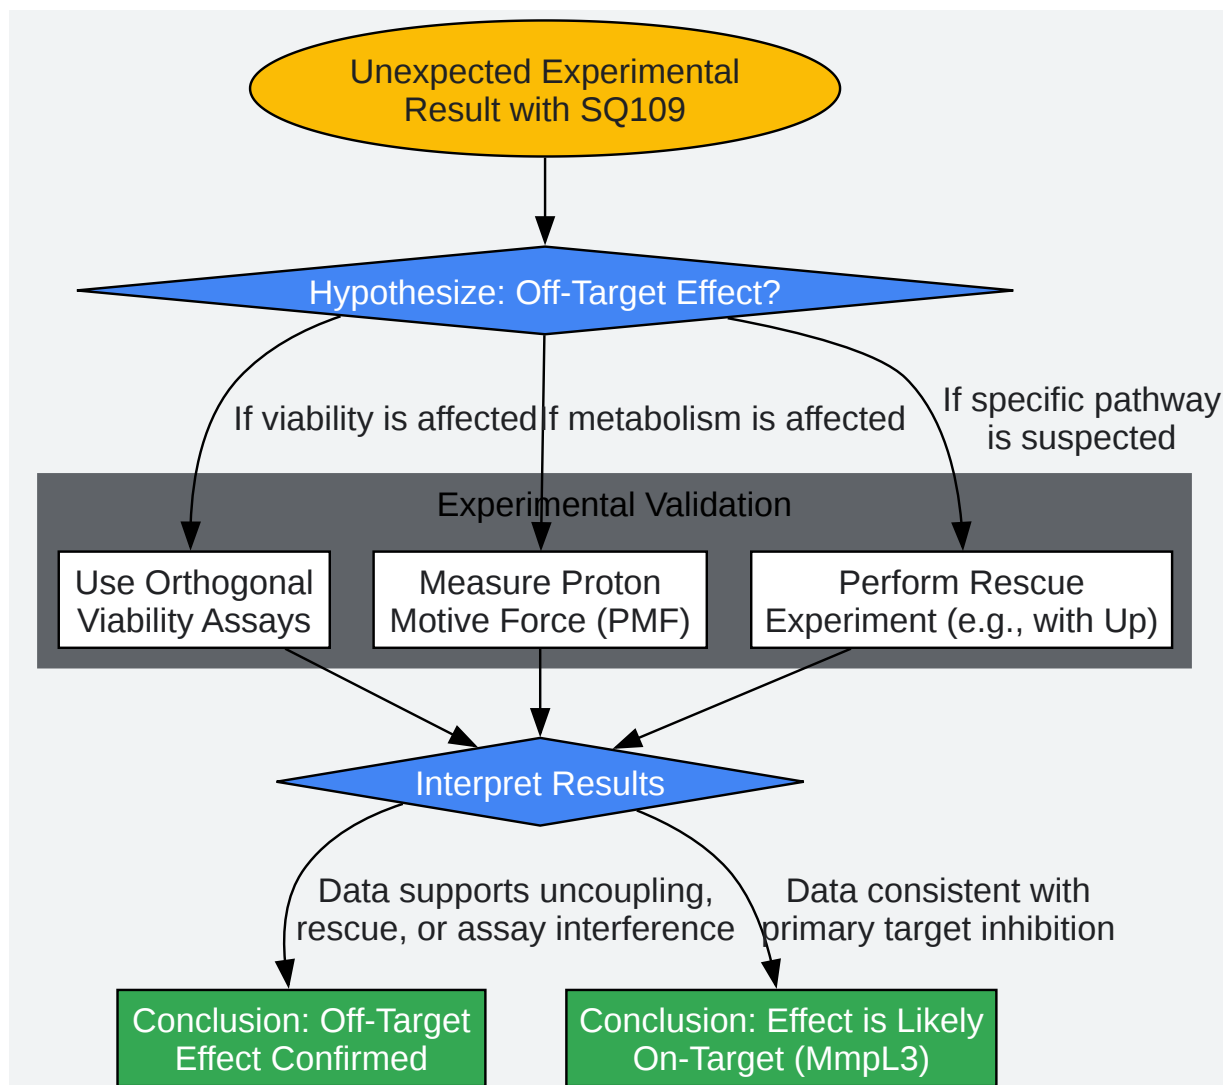 Unexpected Experimental
Result with SQ109
Hypothesize: Off-Target Effect?
If viability is affected
If metabolism is affected
If specific pathway
is suspected
Experimental Validation
Use Orthogonal
Viability Assays
Measure Proton
Motive Force (PMF)
Perform Rescue
Experiment (e.g., with Up)
Interpret Results
Data supports uncoupling,
rescue, or assay interference
Data consistent with
primary target inhibition
Conclusion: Off-Target
Effect Confirmed
Conclusion: Effect is Likely
On-Target (MmpL3)